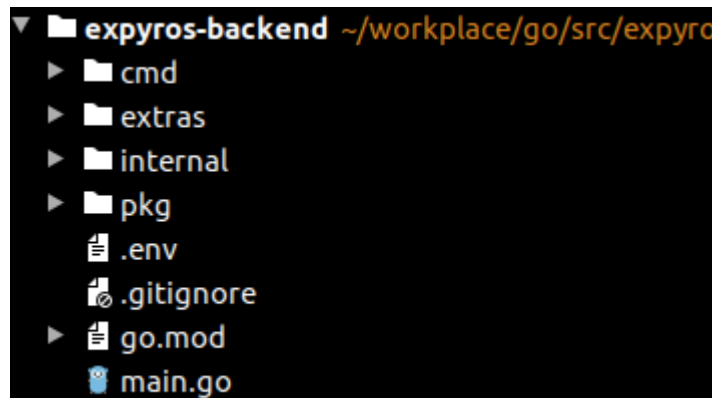 expyros-backend ~/workplace/go/src/expyro
cmd
extras
internal
pkg
.env
.gitignore
go.mod
main.go